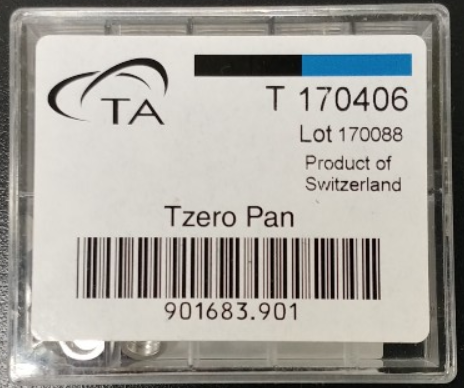 TA
T 170406
Lot 170088
Product of
Switzerland
Tzero Pan
901683.901